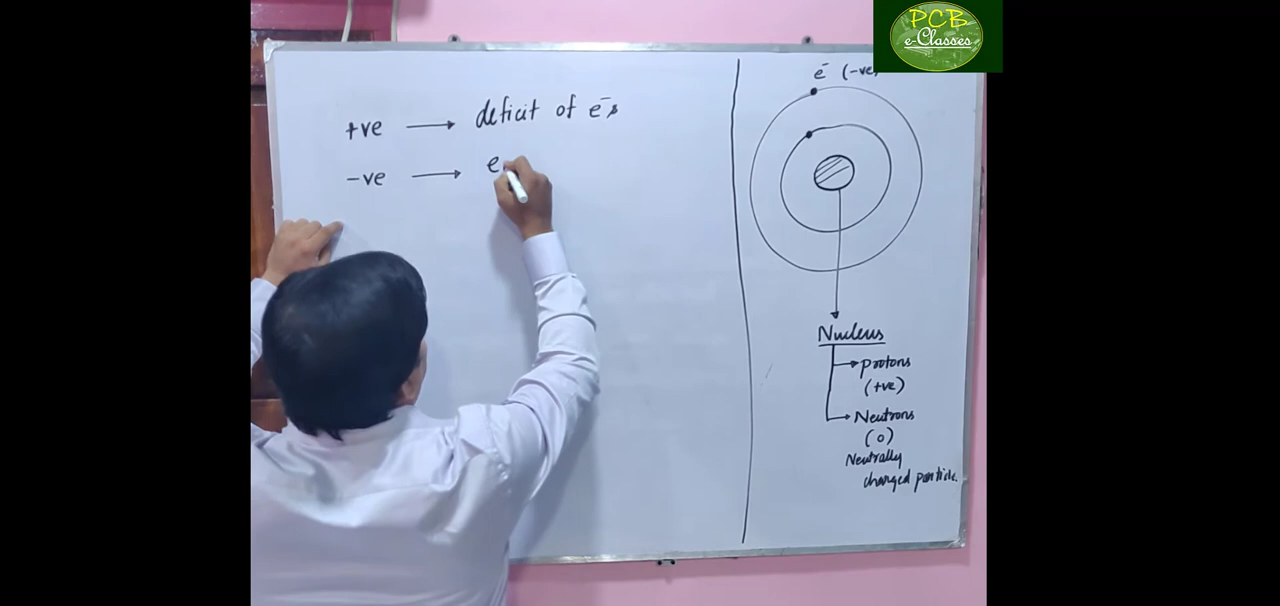 PCB
e-Classes
+ve → deficit of e⁻s
-ve → e
e⁻ (-ve)
Nucleus
→ protons
(+ve)
→ Neutrons
(0)
Neutrally
charged particle.